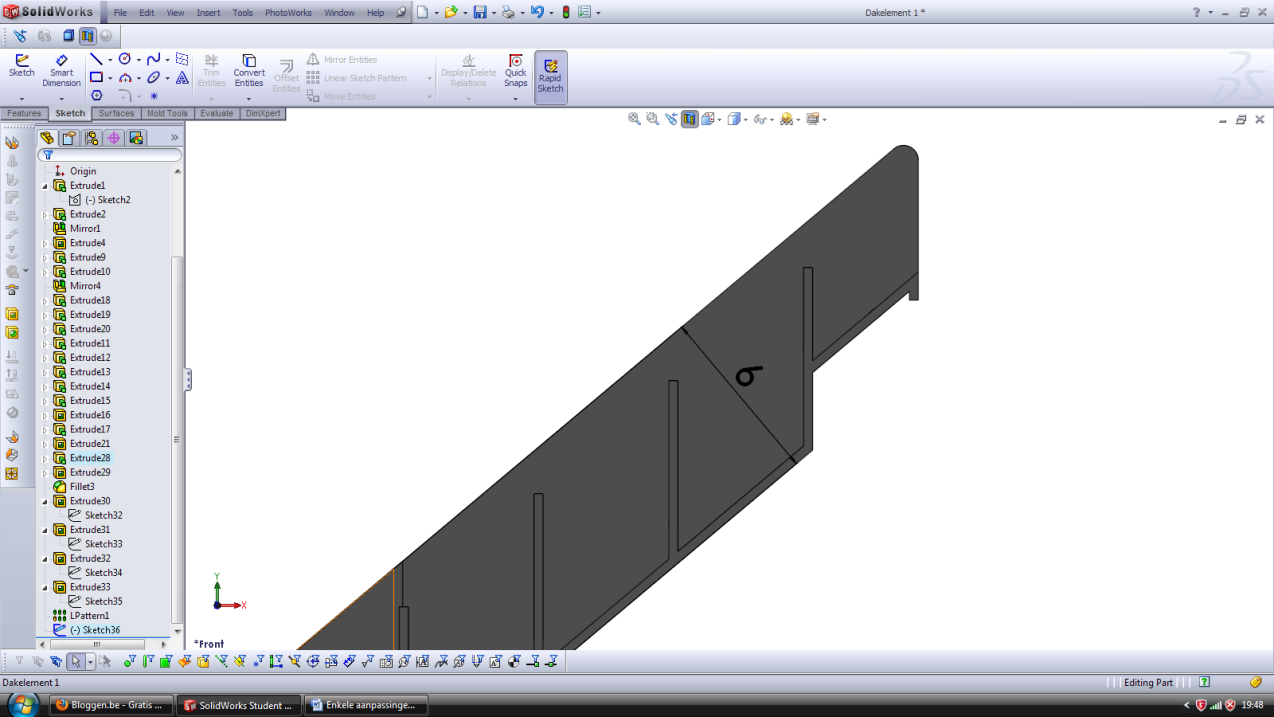 SolidWorks File Edit View Insert Tools PhotoWorks Window Help Dakelement 1 *
Sketch Smart Dimension Trim Entities Convert Entities Offset Entities Mirror Entities Linear Sketch Pattern Move Entities Display/Delete Relations Quick Snaps Rapid Sketch
Features Sketch Surfaces Mold Tools Evaluate DimXpert
Origin
Extrude1
(-) Sketch2
Extrude2
Mirror1
Extrude4
Extrude9
Extrude10
Mirror4
Extrude18
Extrude19
Extrude20
Extrude11
Extrude12
Extrude13
Extrude14
Extrude15
Extrude16
Extrude17
Extrude21
Extrude28
Extrude29
Fillet3
Extrude30
Sketch32
Extrude31
Sketch33
Extrude32
Sketch34
Extrude33
Sketch35
LPattern1
(-) Sketch36
9
Y
X
*Front
Dakelement 1 Editing Part
Bloggen.be - Gratis ... SolidWorks Student ... Enkele aanpassinge... 19:48